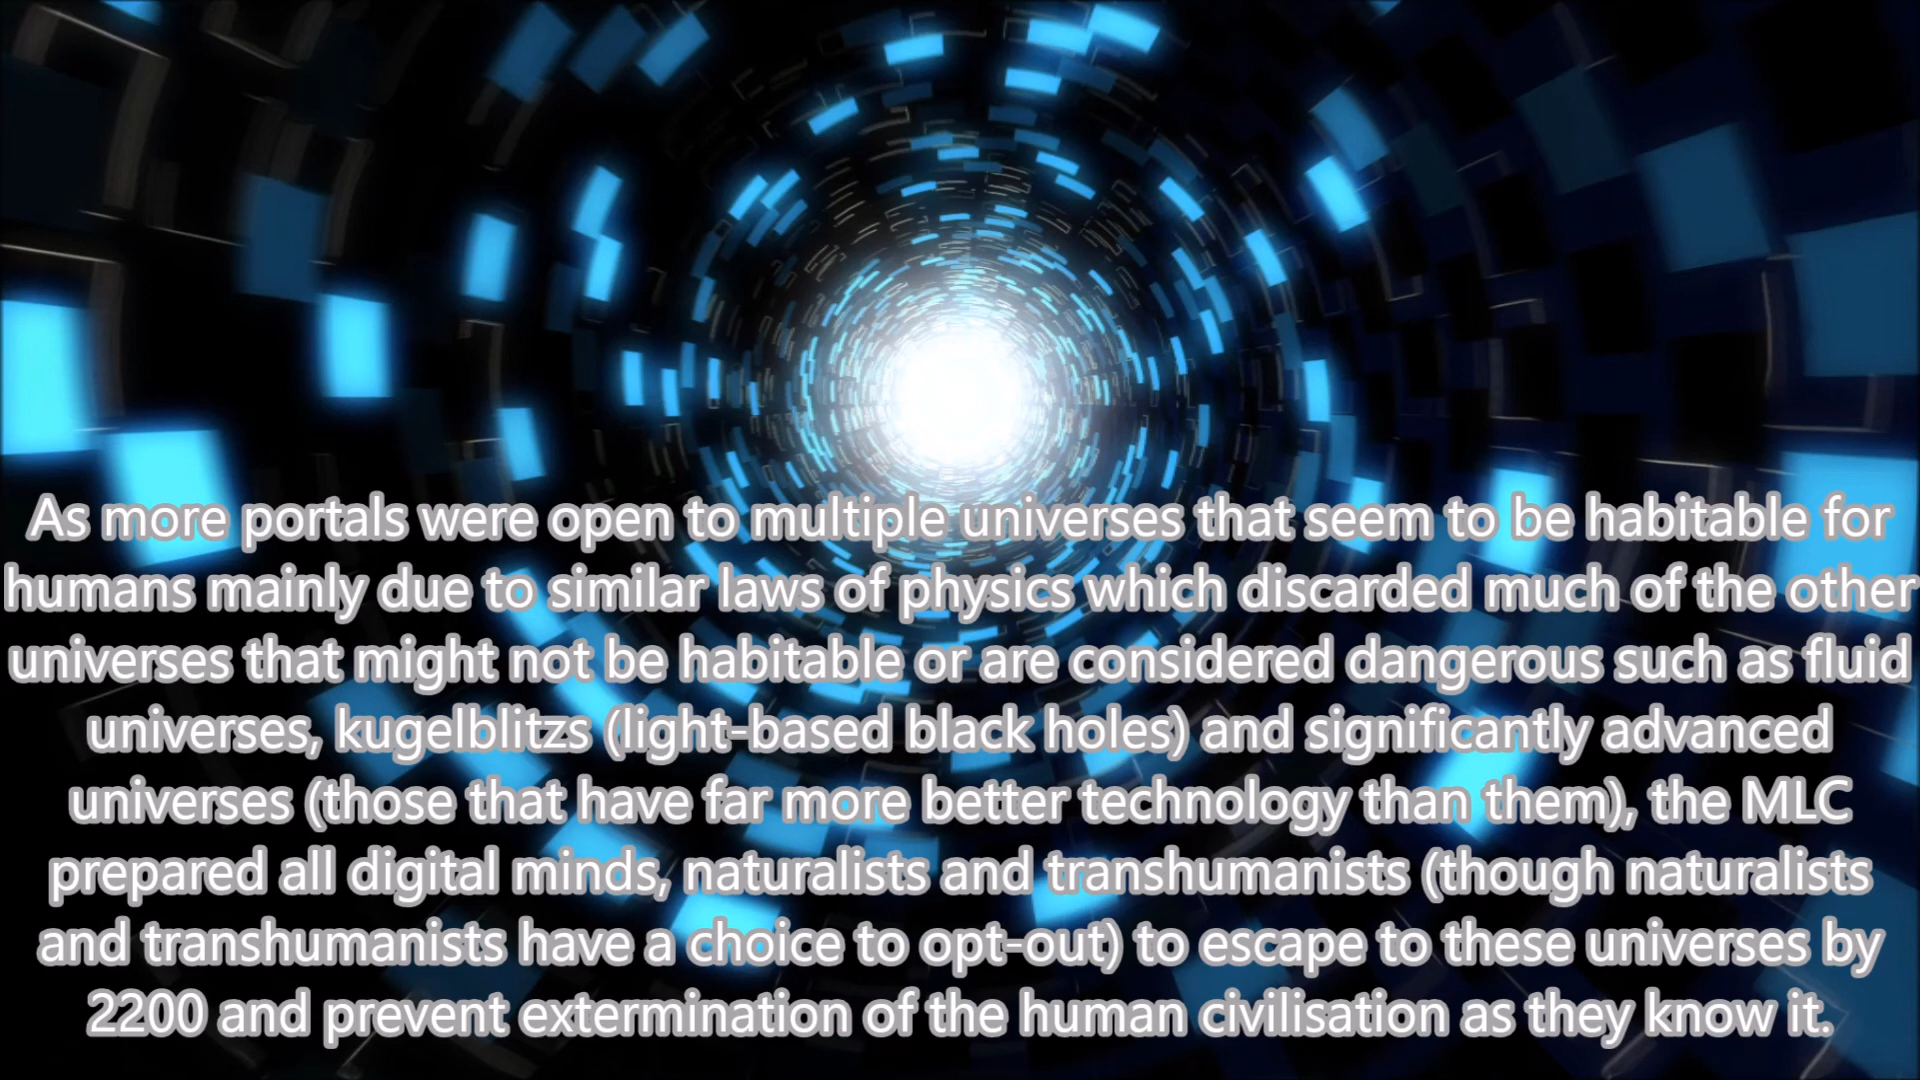 As more portals were open to multiple universes that seem to be habitable for
humans mainly due to similar laws of physics which discarded much of the other
universes that might not be habitable or are considered dangerous such as fluid
universes, kugelblitzs (light-based black holes) and significantly advanced
universes (those that have far more better technology than them), the MLC
prepared all digital minds, naturalists and transhumanists (though naturalists
and transhumanists have a choice to opt-out) to escape to these universes by
2200 and prevent extermination of the human civilisation as they know it.